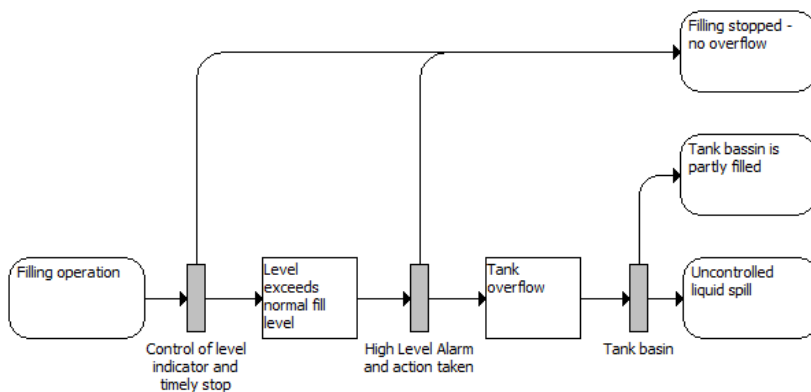 Filling stopped -
no overflow
Tank bassin is
partly filled
Filling operation
Level
exceeds
normal fill
level
Tank
overflow
Uncontrolled
liquid spill
Control of level
indicator and
timely stop
High Level Alarm
and action taken
Tank basin